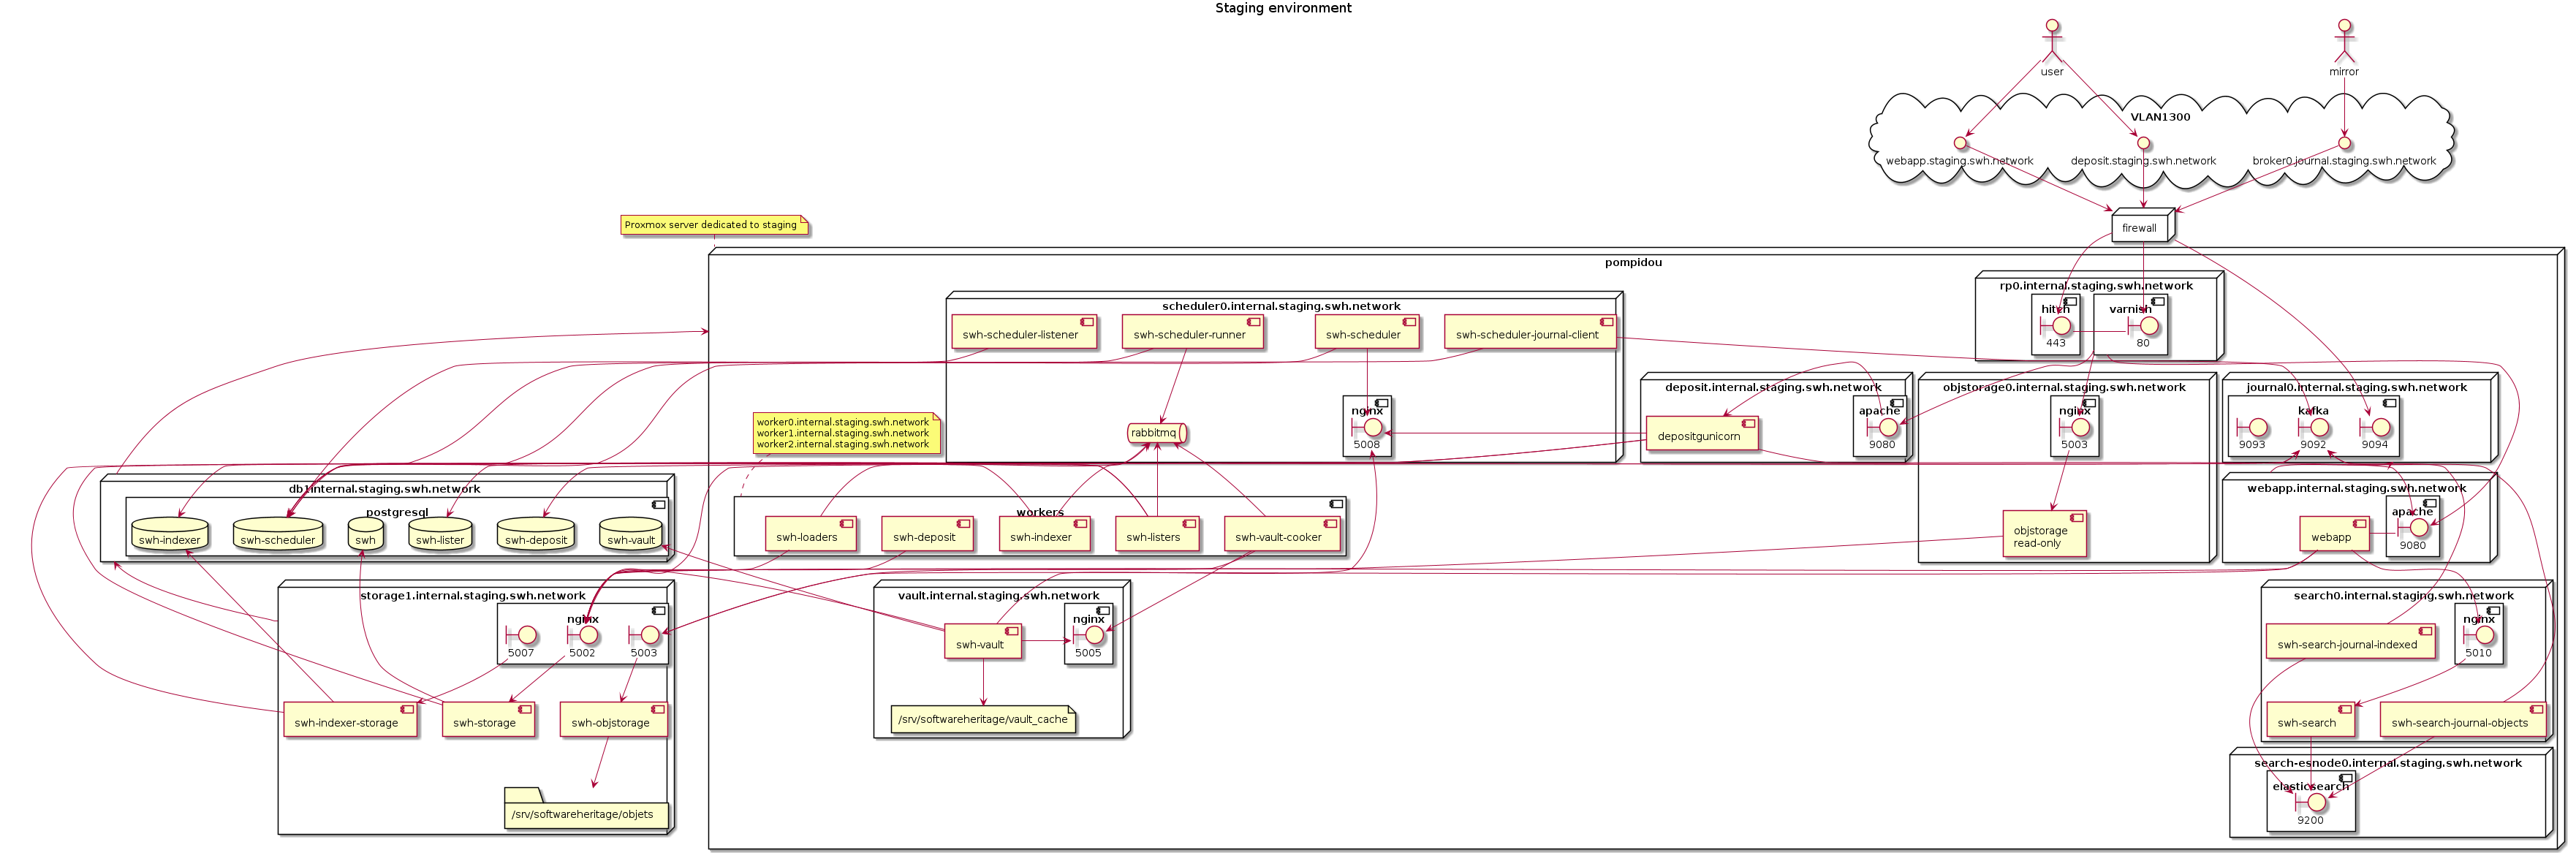 Staging environment
user
mirror
VLAN1300
webapp.staging.swh.network
deposit.staging.swh.network
broker0.journal.staging.swh.network
Proxmox server dedicated to staging
firewall
pompidou
rp0.internal.staging.swh.network
hitch
varnish
443
80
scheduler0.internal.staging.swh.network
swh-scheduler-listener
swh-scheduler-runner
swh-scheduler
swh-scheduler-journal-client
rabbitmq
nginx
5008
deposit.internal.staging.swh.network
depositgunicorn
apache
9080
objstorage0.internal.staging.swh.network
nginx
5003
objstorage
read-only
journal0.internal.staging.swh.network
kafka
9093
9092
9094
worker0.internal.staging.swh.network
worker1.internal.staging.swh.network
worker2.internal.staging.swh.network
db1internal.staging.swh.network
postgresql
swh-indexer
swh-scheduler
swh
swh-lister
swh-deposit
swh-vault
workers
swh-loaders
swh-deposit
swh-indexer
swh-listers
swh-vault-cooker
webapp.internal.staging.swh.network
webapp
apache
9080
storage1.internal.staging.swh.network
nginx
5007
5002
5003
swh-indexer-storage
swh-storage
swh-objstorage
/srv/softwareheritage/objets
vault.internal.staging.swh.network
swh-vault
nginx
5005
/srv/softwareheritage/vault_cache
search0.internal.staging.swh.network
swh-search-journal-indexed
nginx
5010
swh-search
swh-search-journal-objects
search-esnode0.internal.staging.swh.network
elasticsearch
9200